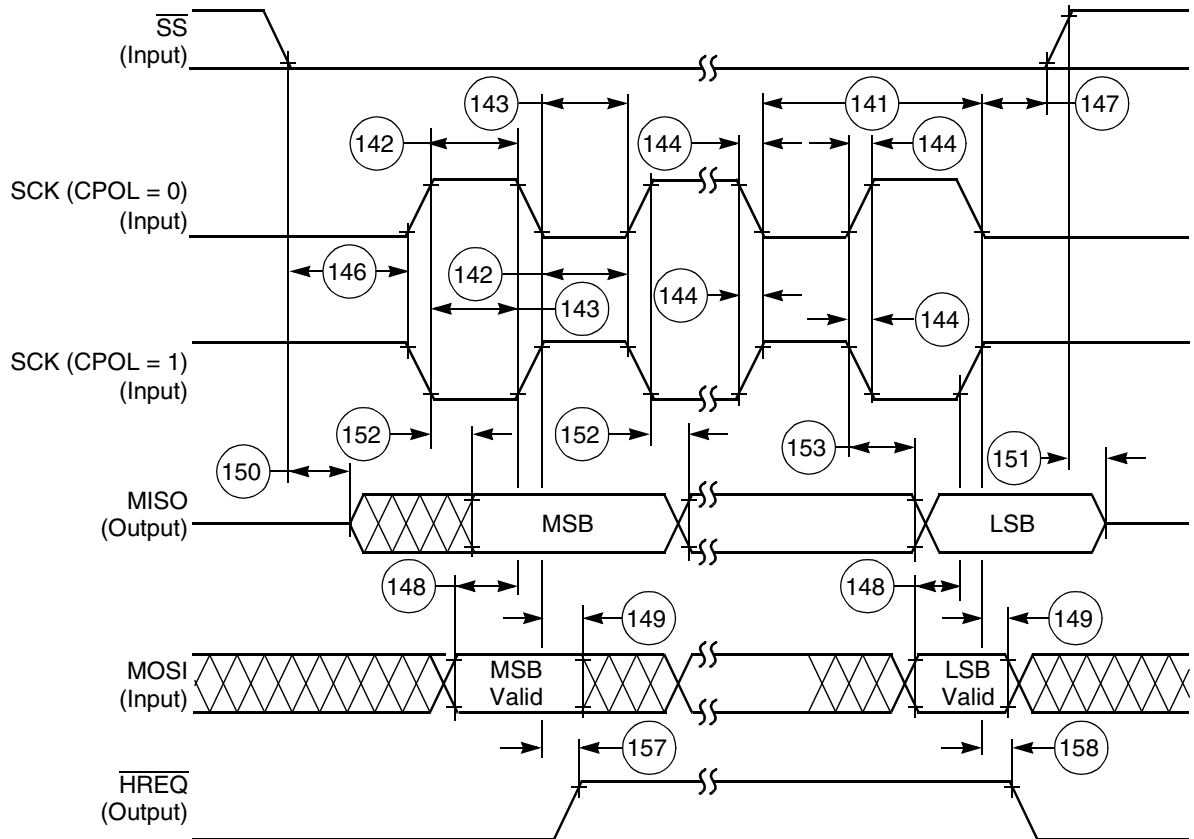 SS
(Input)
143
141
147
142
144
144
SCK (CPOL = 0)
(Input)
146
142
144
143
144
SCK (CPOL = 1)
(Input)
152
152
153
150
151
MISO
(Output)
MSB
LSB
148
148
149
149
MOSI
(Input)
MSB
Valid
LSB
Valid
157
158
HREQ
(Output)